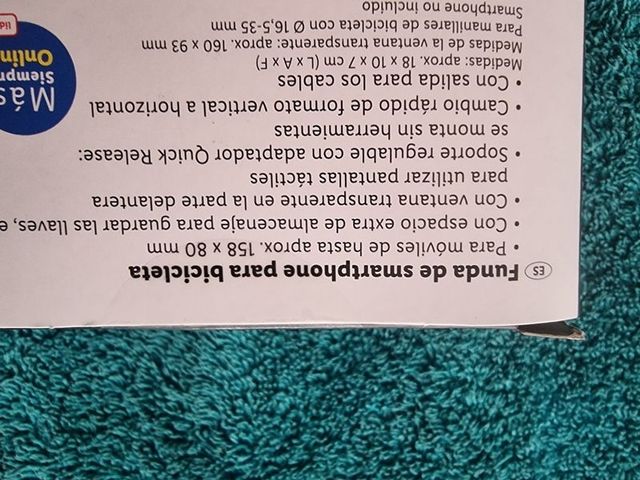 ES Funda de smartphone para bicicleta
• Para móviles de hasta aprox. 158 x 80 mm
• Con espacio extra de almacenaje para guardar las llaves, e
• Con ventana transparente en la parte delantera
para utilizar pantallas táctiles
• Soporte regulable con adaptador Quick Release:
se monta sin herramientas
• Cambio rápido de formato vertical a horizontal
• Con salida para los cables
Medidas: aprox. 18 x 10 x 7 cm (L x A x F)
Medidas de la ventana transparente: aprox. 160 x 93 mm
Para manillares de bicicleta con Ø 16,5-35 mm
Smartphone no incluido
Más
Siempr
Onlin
lidl